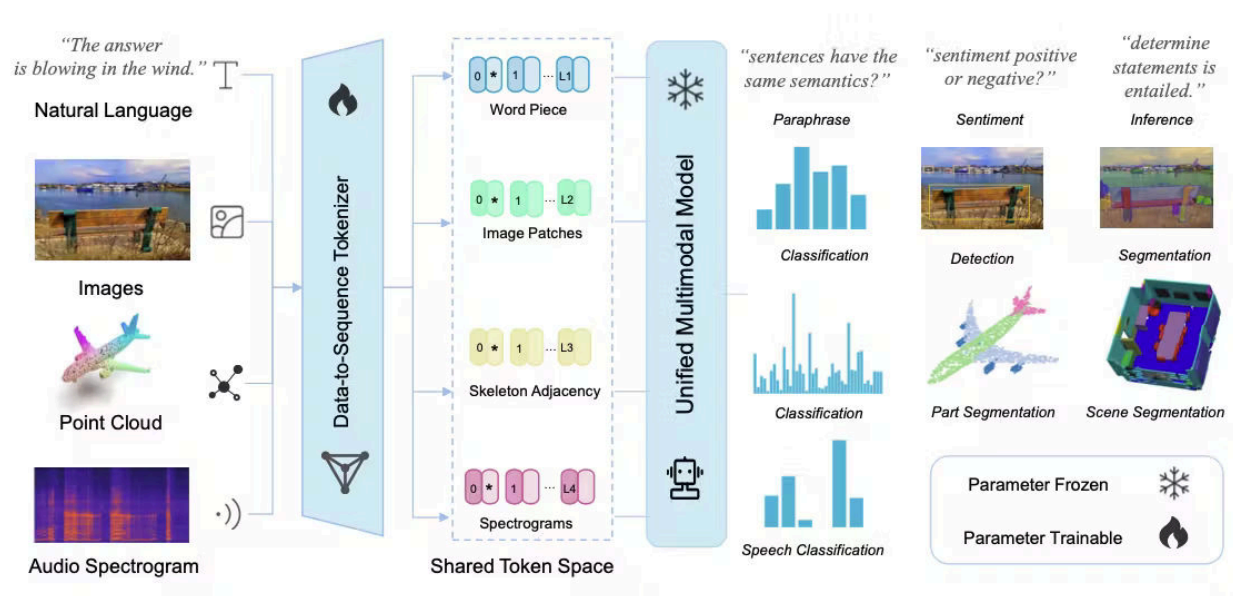 “The answer
is blowing in the wind.”
Natural Language
Images
Point Cloud
Audio Spectrogram
Data-to-Sequence Tokenizer
0 * 1 ... L1
Word Piece
0 * 1 ... L2
Image Patches
0 * 1 ... L3
Skeleton Adjacency
0 * 1 ... L4
Spectrograms
Shared Token Space
Unified Multimodal Model
“sentences have the
same semantics?”
Paraphrase
“sentiment positive
or negative?”
Sentiment
“determine
statements is
entailed.”
Inference
Classification
Detection
Segmentation
Classification
Part Segmentation
Scene Segmentation
Speech Classification
Parameter Frozen
Parameter Trainable